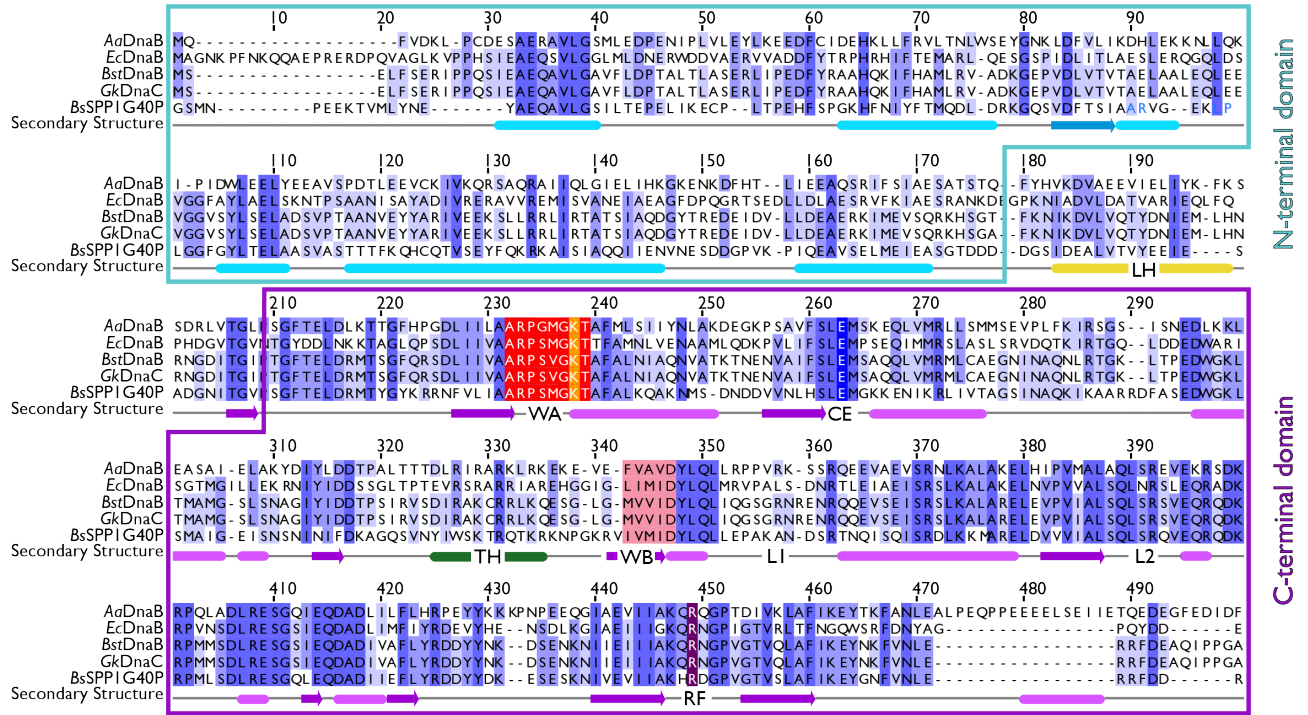 10 20 30 40 50 60 70 80 90
AaDnaB MQ-------------------FVDKL-PCDESAERAVLGSMLEDPENIPLVLEYLKEEDFCIDEHKLLFRVLTNLWSEYGNKLDFVLIKDHLEKKNLLQK
EcDnaB MAGNKPFNKQQAEPRERDPQVAGLKVPPHSIEAEQSVLGGLMLDNERWDDVAERVVADDFYTRPHRHIFTEMARL-QESGSPIDLITLAESLERQGQLDS
BstDnaB MS-----------------ELFSERIPPQSIEAEQAVLGAVFLDPTALTLASERLIPEDFYRAAHQKIFHAMLRV-ADKGEPVDLVTVTAELAALEQLEE
GkDnaC MS-----------------ELFSERIPPQSIEAEQAVLGAVFLDPTALTLASERLIPEDFYRAAHQKIFHAMLRV-ADKGEPVDLVTVTAELAALEQLEE
BsSPP1G40P GSMN---------PEEKTVMLYNE-------YAEQAVLGSILTEPELIKECP--LTPEHFSPGKHFNIYFTMQDL-DRKGQSVDFTSIAARVG--EK P
Secondary Structure
N-terminal domain
110 120 130 140 150 160 170 180 190
AaDnaB I-PIDWLEELYEEAVSPDTLEEVCKIVKQRSAQRAIIQLGIELIHKGKENKDFHT--LIEEAQSRIFSIAESATSTQ-FYHVKDVAEEVIELIYK-FKS
EcDnaB VGGFAYLAELSKNTPSAANISAYADIVRERAVVREMISVANEIAEAGFDPQGRTSEDLLDLAESRVFKIAESRANKDEGPKNIADVLDATVARIEQLFQ
BstDnaB VGGVSYLSELADSVPTAANVEYYARIVEEKSLLRRLIRTATSIAQDGYTREDEIDV-LLDEAERKIMEVSQRKHSGT-FKNIKDVLVQTYDNIEM-LHN
GkDnaC VGGVSYLSELADSVPTAANVEYYARIVEEKSLLRRLIRTATSIAQDGYTREDEIDV-LLDEAERKIMEVSQRKHSGA-FKNIKDVLVQTYDNIEM-LHN
BsSPP1G40P LGGFGYLTELAASVASTTTFKQHCQTVSEYFQKRKAISIAQQIIENVNESDDGPVK-PIQEAVSELMEIEASGTDDD-DGSIDEALVTVYEEIE----S
Secondary Structure LH
210 220 230 240 250 260 270 280 290
AaDnaB SDRLVTGLPSGFTELDLKTTGFHPGDLIILAARPGMGKTAFMLSIIYNLAKDEGKPSAVFSLEMSKEQLVMRLLSMMSEVPLFKIRSGS--ISNEDLKKL
EcDnaB PHDGVTGVNTGYDDLNKKTAGLQPSDLIIVAARPSMGKTTFAMNLVENAAMLQDKPVLIFSLEMPSEQIMMRSLASLSRVDQTKIRTGQ--LDDEDWARI
BstDnaB RNGDITGIPTGFTELDRMTSGFQRSDLIIVAARPSVGKTAFALNIAQNVATKTNENVAIFSLEMSAQQLVMRMLCAEGNINAQNLRTGK--LTPEDWGKL
GkDnaC RNGDITGIPTGFTELDRMTSGFQRSDLIIVAARPSVGKTAFALNIAQNVATKTNENVAIFSLEMSAQQLVMRMLCAEGNINAQNLRTGK--LTPEDWGKL
BsSPP1G40P ADGNITGVPSGFTELDRMTYGYKRRNFVLIAARPSMGKTAFALKQAKNMS-DNDDVVNLHSLEMGKKENIKRLIVTAGSINAQKIKAARRDFASEDWGKL
Secondary Structure WA CE
C-terminal domain
310 320 330 340 350 360 370 380 390
AaDnaB EASAI-ELAKYDIYLDDTPALTTTDLRIRARKLRKEKE-VE-FVAVDYLQLLRPPVRK-SSRQEEVAEVSRNLKALAKELHIPVMALAQLSREVEKRSDK
EcDnaB SGTMGILLEKRNIYIDDSSGLTPTEVRSRARRIAREHGGIG-LIMIDYLQLMRVPALS-DNRTLEIAEISRSLKALAKELNVPVVALSQLNRSLEQRADK
BstDnaB TMAMG-SLSNAGIYIDDTPSIRVSDIRAKCRRLKQESG-LG-MVVIDYLQLIQGSGRNRENRQQEVSEISRSLKALARELEVPVIALSQLSRSVEQRQDK
GkDnaC TMAMG-SLSNAGIYIDDTPSIRVSDIRAKCRRLKQESG-LG-MVVIDYLQLIQGSGRNRENRQQEVSEISRSLKALARELEVPVIALSQLSRSVEQRQDK
BsSPP1G40P SMAIG-EISNSNINIFDKAGQSVNYIWSKTRQTKRKNPGKRVIVMIDYLQLLEPAKAN-DSRTNQISQISRDLKKMARELDVVVIALSQLSRQVEQRQDK
Secondary Structure TH WB L1 L2
410 420 430 440 450 460 470 480 490
AaDnaB RPQLADLRESGQIEQDADLILFLHRPEYYKKKPNPEEQGIAEVIIAKQRQGPTDIVKLAFIKEYTKFANLEALPEQPPEEEELSEIIETQEDEGFEDIDF
EcDnaB RPVNSDLRESGSIEQDADLIMFIYRDEVYHE--NSDLKGIAEIIIGKQRNGPIGTVRLTFNGQWSRFDNYAG-----------------PQYDD-----E
BstDnaB RPMMSDLRESGSIEQDADIVAFLYRDDYYNK--DSENKNIIEIIIAKQRNGPVGTVQLAFIKEYNKFVNLE-----------------RRFDEAQIPPGA
GkDnaC RPMMSDLRESGSIEQDADIVAFLYRDDYYNK--DSENKNIIEIIIAKQRNGPVGTVQLAFIKEYNKFVNLE-----------------RRFDEAQIPPGA
BsSPP1G40P RPMLSDLRESGQLEQDADIIEFLYRDDYYDK--ESESKNIVEVIIAKHRDGPVGTVSLAFIKEYGNFVNLE-----------------RRFDD------R
Secondary Structure RF